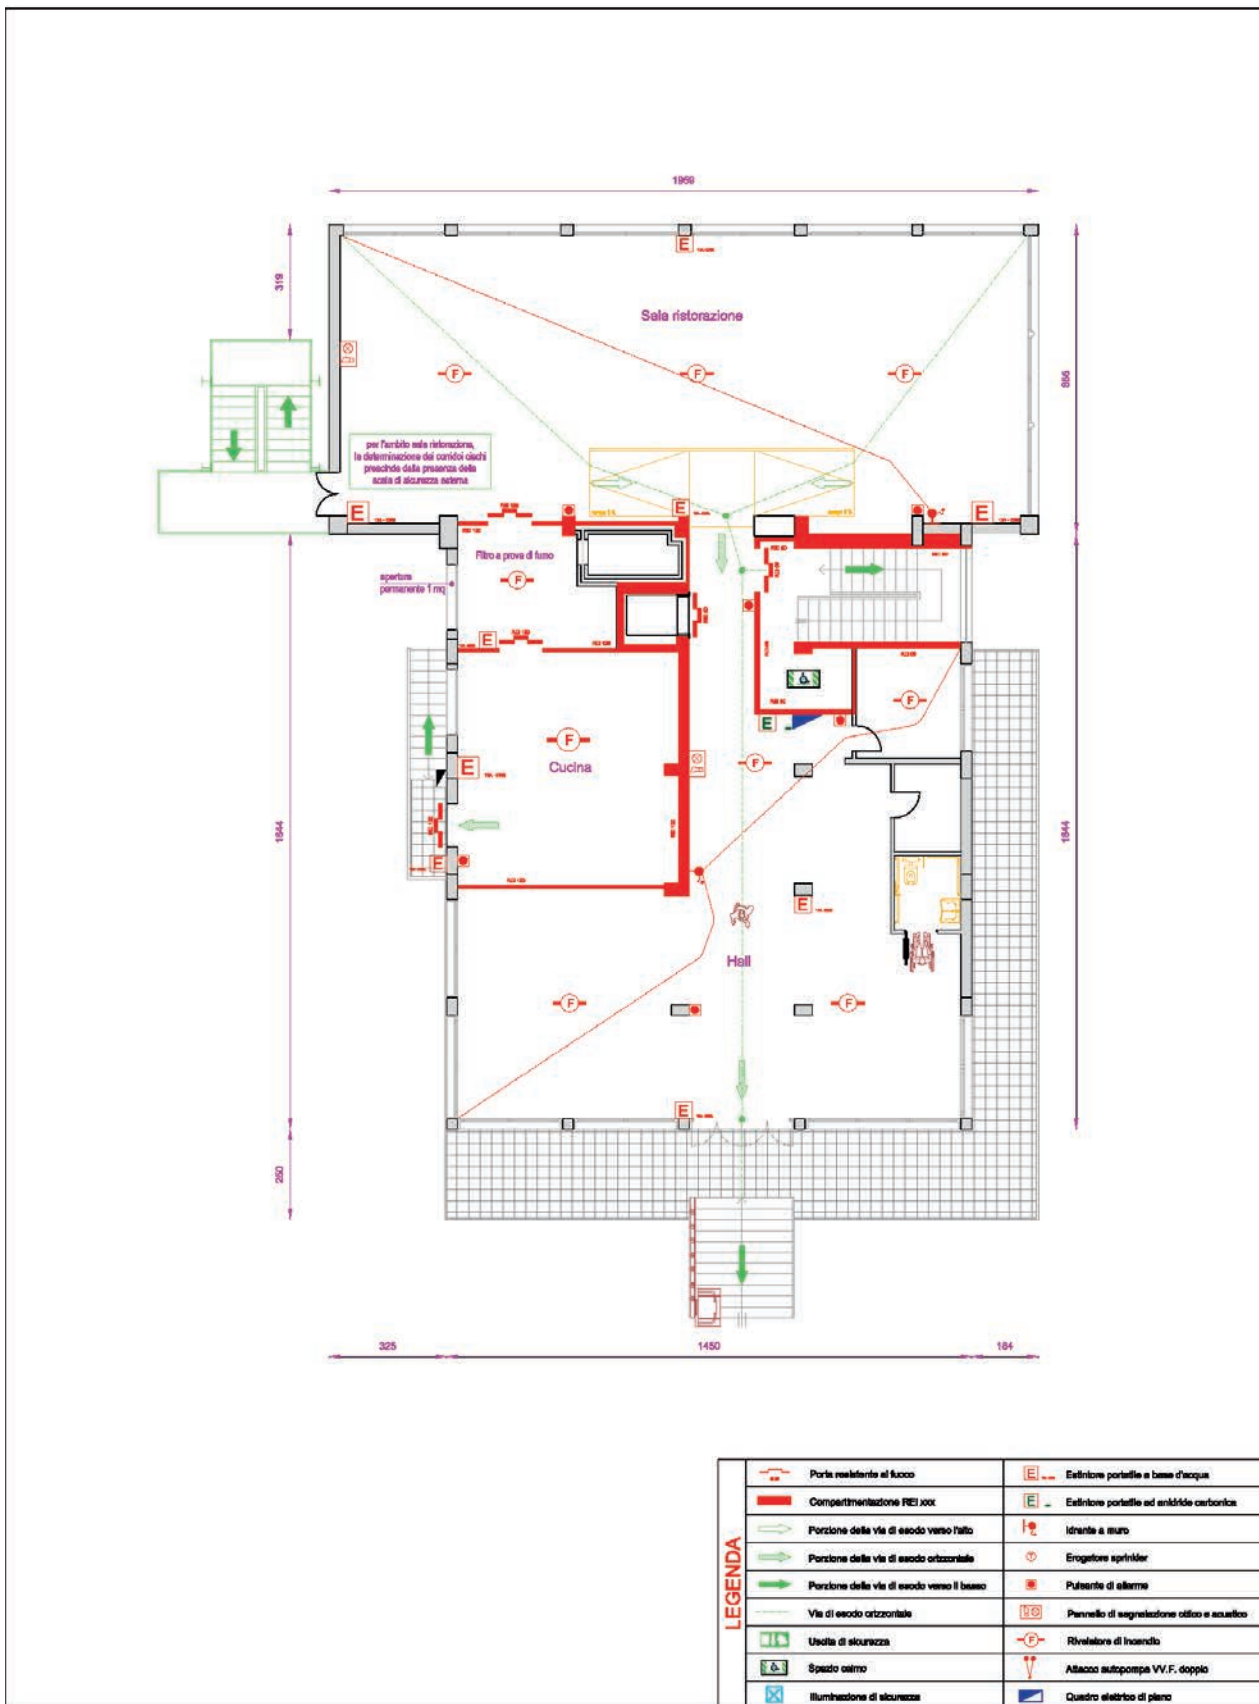 1969
319
866
E
Sala ristorazione
F
F
F
per l'ambito sala ristorazione,
la determinazione dei corridoi ciechi
prescinde dalla presenza della
scala di sicurezza esterna
E
E
E
Filtro a prova di fumo
apertura
permanente 1 mq
F
E
F
E
F
Cucina
E
F
E
E
Hall
F
F
E
1644
1644
250
325
1450
184
LEGENDA
Porta resistente al fuoco
Compartimentazione REI xxx
Porzione della via di esodo verso l'alto
Porzione della via di esodo orizzontale
Porzione della via di esodo verso il basso
Via di esodo orizzontale
Uscita di sicurezza
Spazio calmo
Illuminazione di sicurezza
E
Estintore portatile a base d'acqua
E
Estintore portatile ad anidride carbonica
Idrante a muro
Erogatore sprinkler
Pulsante di allarme
Pannello di segnalazione ottico e acustico
F
Rivelatore di incendio
Attacco autopompa VV.F. doppio
Quadro elettrico di piano